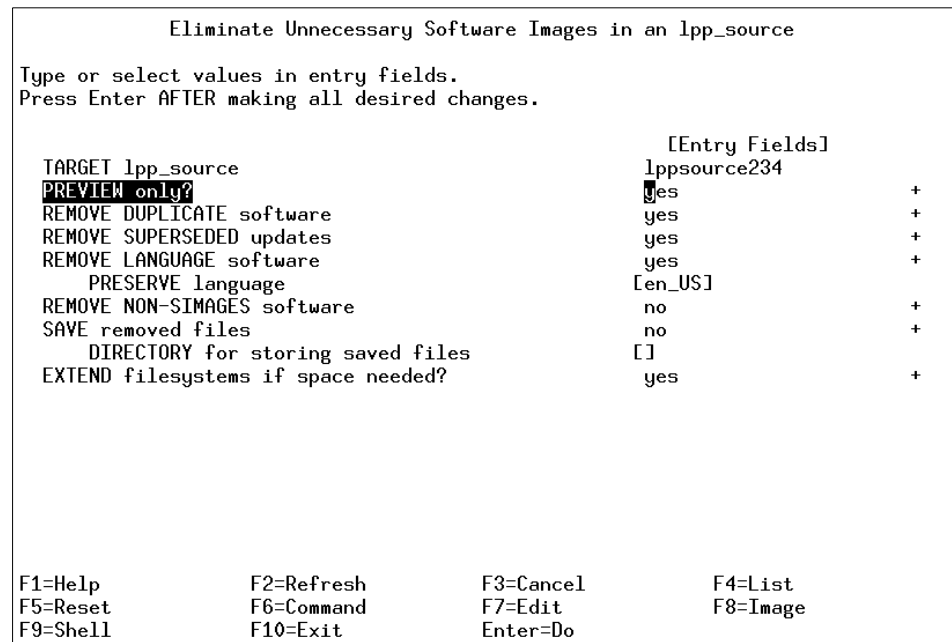 Eliminate Unnecessary Software Images in an lpp_source
Type or select values in entry fields.
Press Enter AFTER making all desired changes.
[Entry Fields]
TARGET lpp_source lppsource234
PREVIEW only? yes +
REMOVE DUPLICATE software yes +
REMOVE SUPERSEDED updates yes +
REMOVE LANGUAGE software yes +
PRESERVE language [en_US]
REMOVE NON-SIMAGES software no +
SAVE removed files no +
DIRECTORY for storing saved files []
EXTEND filesystems if space needed? yes +
F1=Help F2=Refresh F3=Cancel F4=List
F5=Reset F6=Command F7=Edit F8=Image
F9=Shell F10=Exit Enter=Do